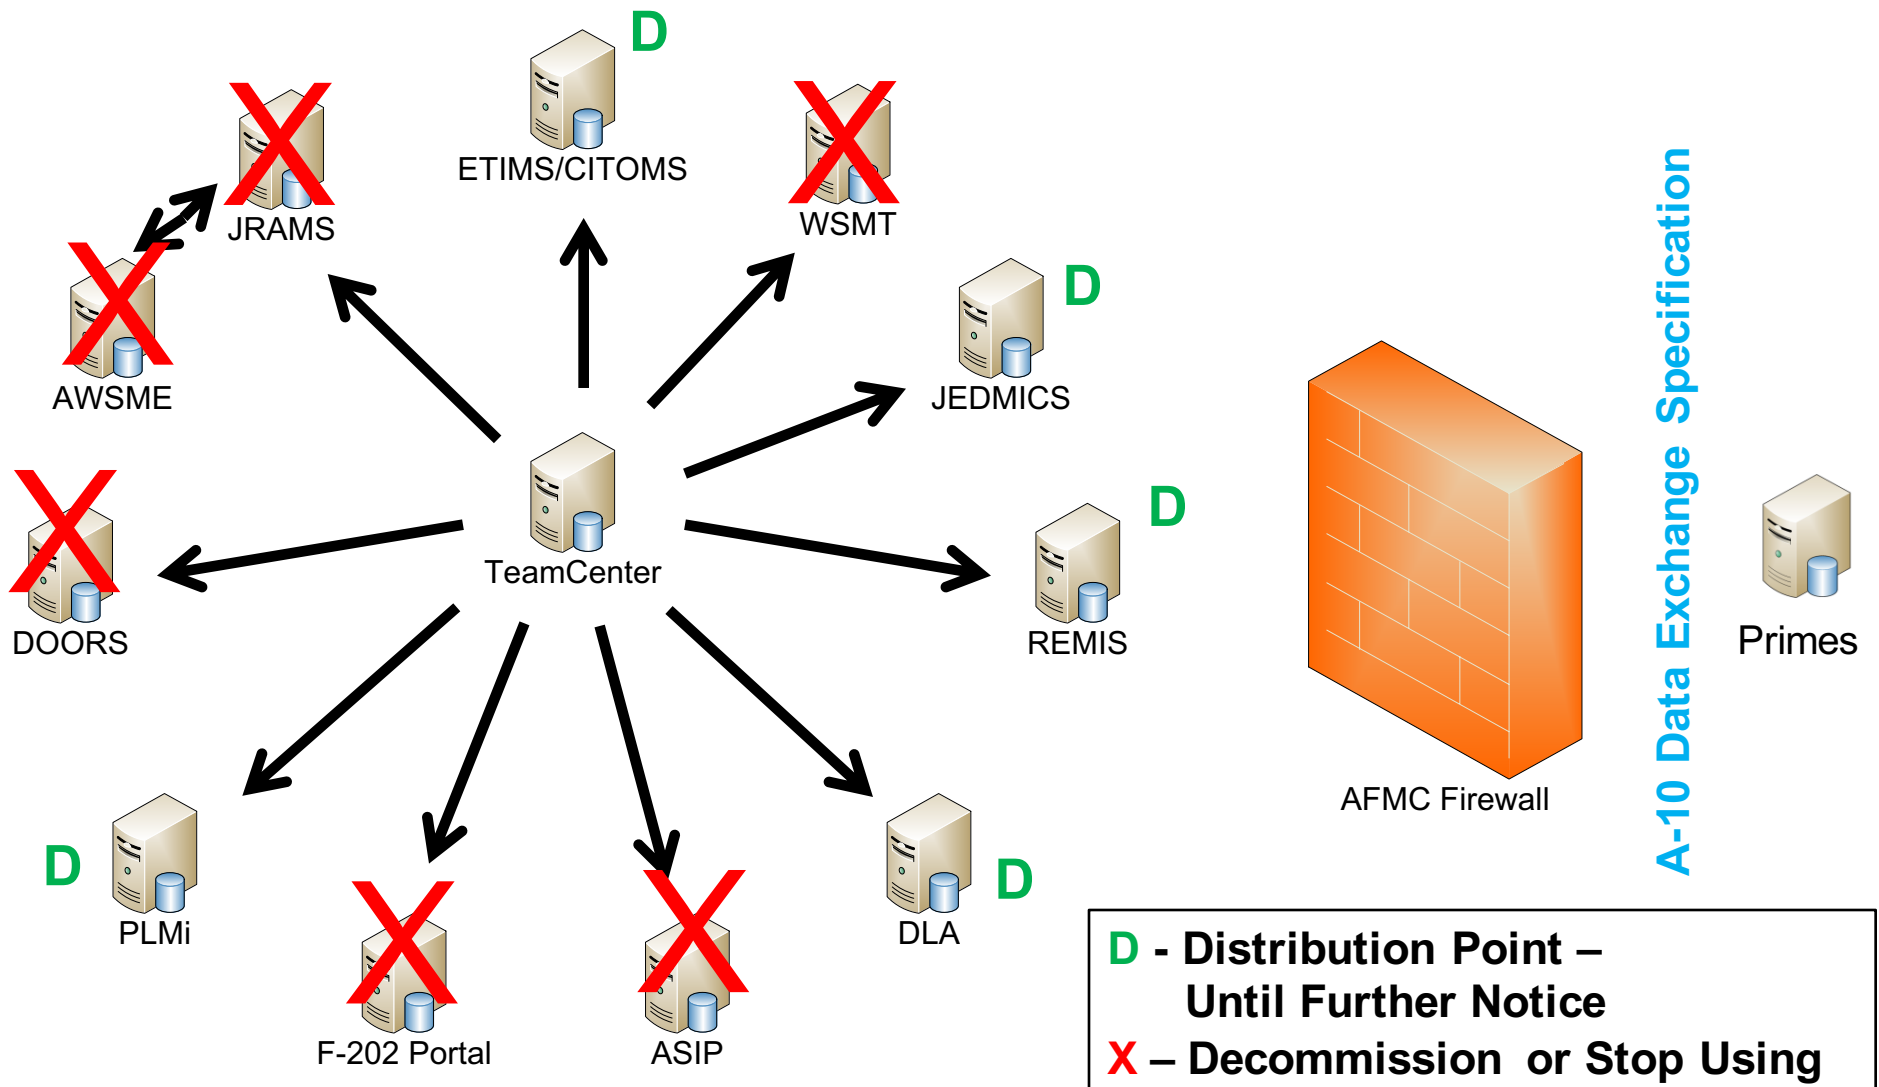 D
ETIMS/CITOMS
JRAMS
WSMT
D
AWSME
JEDMICS
D
TeamCenter
DOORS
REMIS
D
PLMi
D
DLA
F-202 Portal
ASIP
AFMC Firewall
A-10 Data Exchange Specification
Primes
D - Distribution Point –
Until Further Notice
X – Decommission or Stop Using